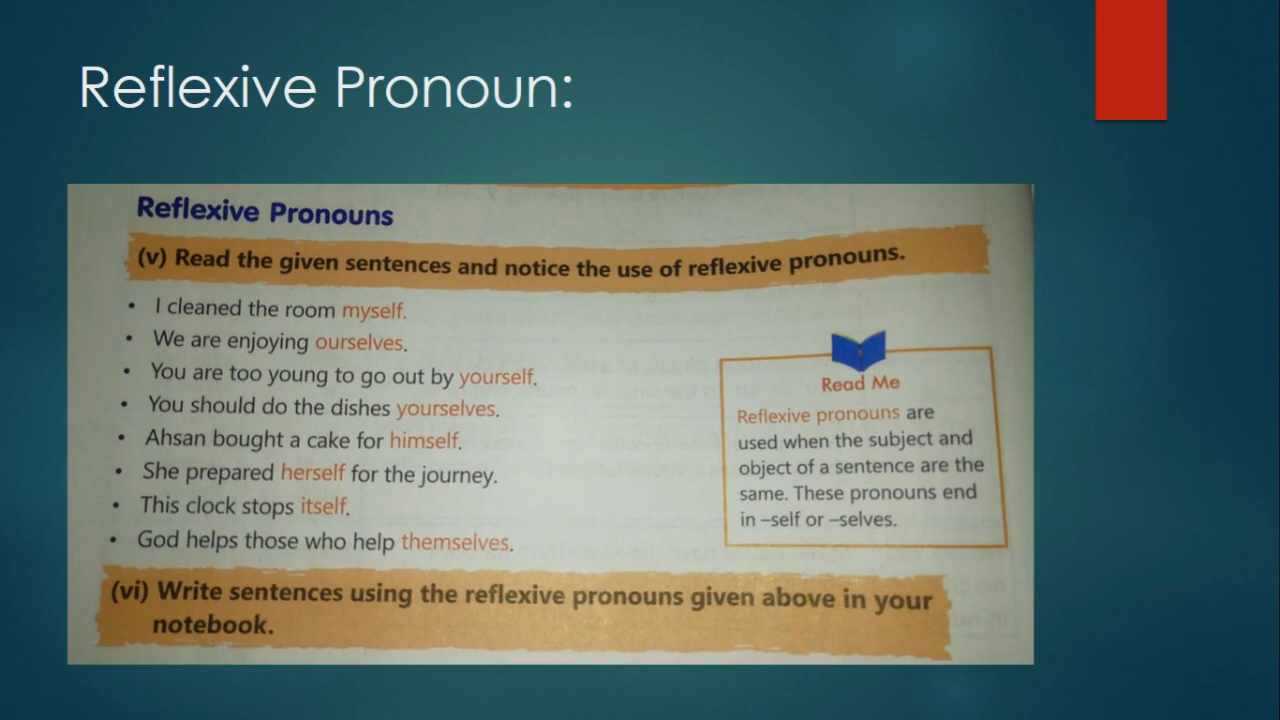 Reflexive Pronoun:
Reflexive Pronouns
(v) Read the given sentences and notice the use of reflexive pronouns.
• I cleaned the room myself.
• We are enjoying ourselves.
• You are too young to go out by yourself.
• You should do the dishes yourselves.
• Ahsan bought a cake for himself.
• She prepared herself for the journey.
• This clock stops itself.
• God helps those who help themselves.
Read Me
Reflexive pronouns are
used when the subject and
object of a sentence are the
same. These pronouns end
in –self or –selves.
(vi) Write sentences using the reflexive pronouns given above in your
notebook.